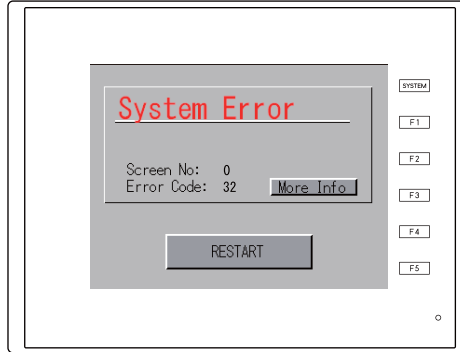 System Error
Screen No: 0
Error Code: 32
More Info
RESTART
SYSTEM
F1
F2
F3
F4
F5